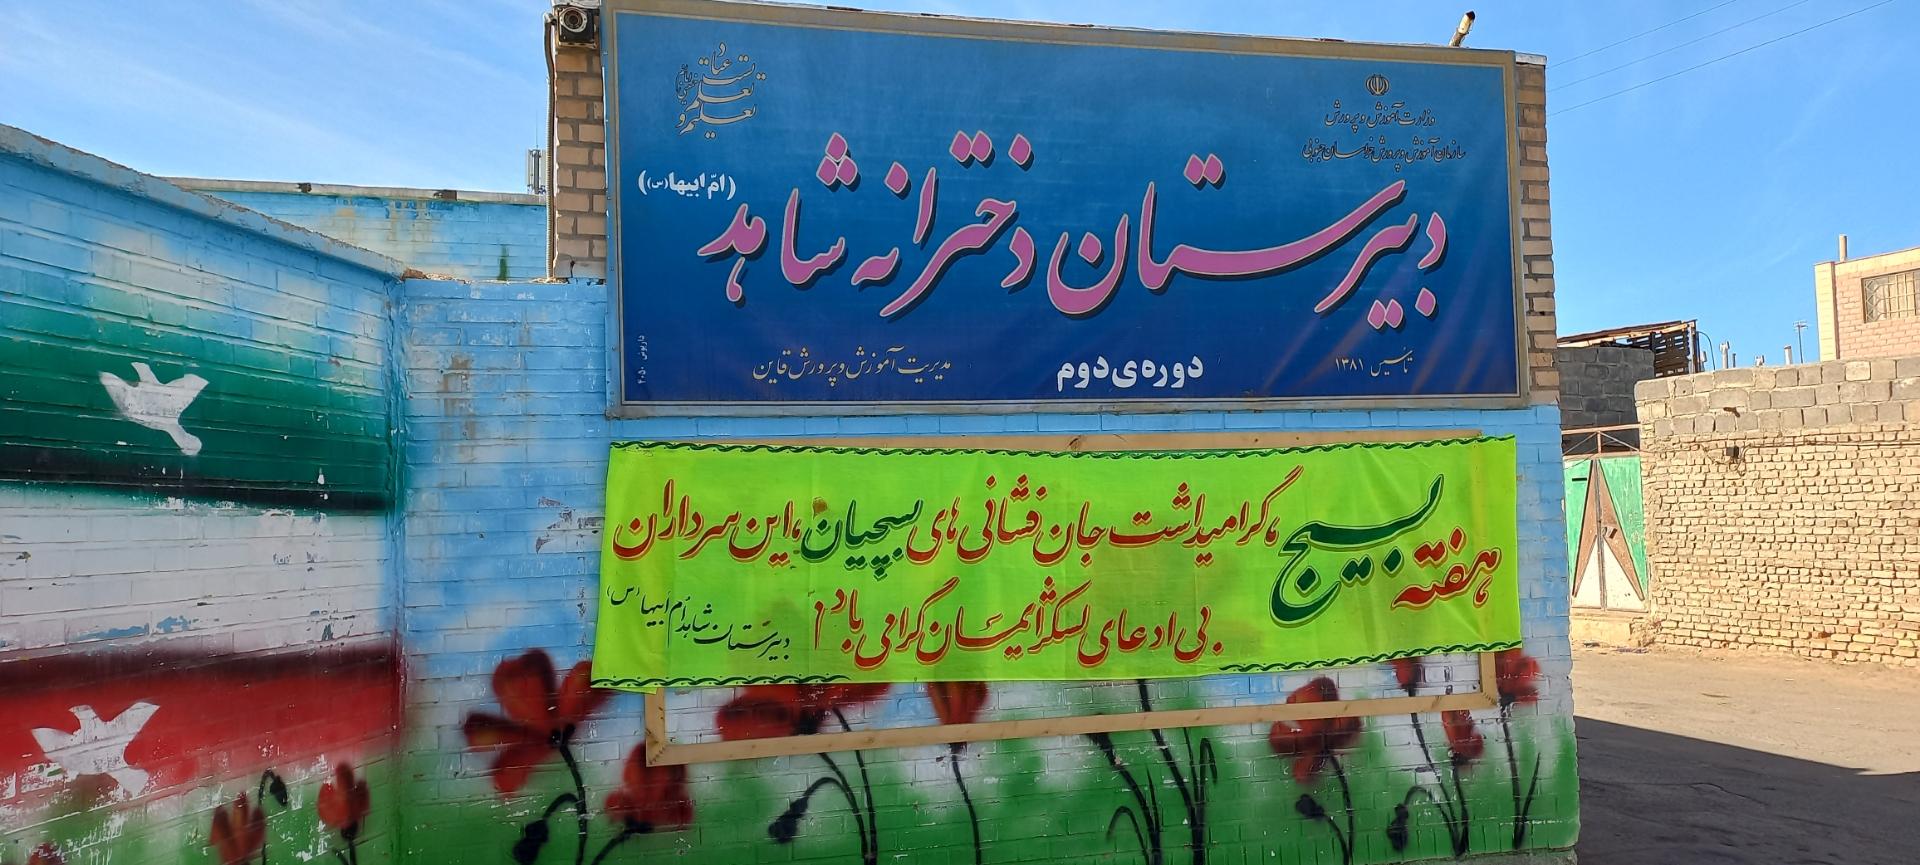 وزارت آموزش و پرورش
سازمان آموزش و پرورش خراسان جنوبی
تعلیم و تعلم عبادت است
دبیرستان دخترانه شاهد
(امّ ابیها(س))
تأسیس ۱۳۸۱
دوره‌ی دوم
مدیریت آموزش و پرورش قاین
هفته بسیج، گرامیداشت جان فشانی های بسیجیان، این سرداران
بی ادعای لشکر ایمان گرامی باد
دبیرستان شاهد ام ابیها (س)